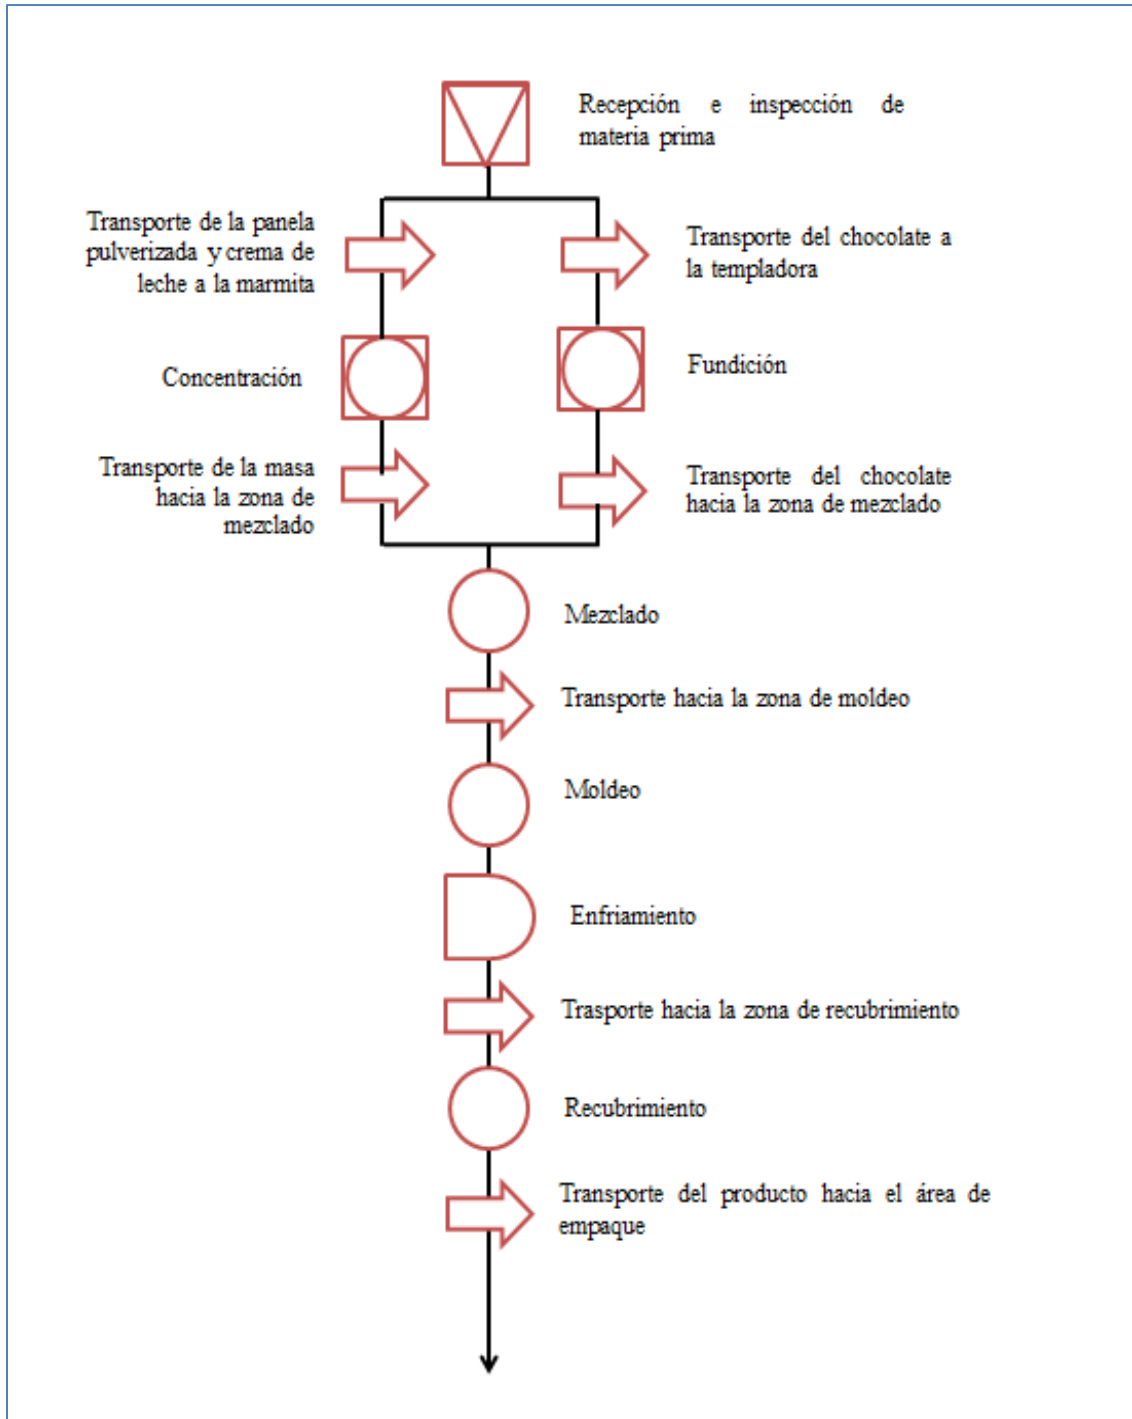 Recepción e inspección de
materia prima
Transporte de la panela
pulverizada y crema de
leche a la marmita
Transporte del chocolate a
la templadora
Concentración
Fundición
Transporte de la masa
hacia la zona de
mezclado
Transporte del chocolate
hacia la zona de mezclado
Mezclado
Transporte hacia la zona de moldeo
Moldeo
Enfriamiento
Trasporte hacia la zona de recubrimiento
Recubrimiento
Transporte del producto hacia el área de
empaque